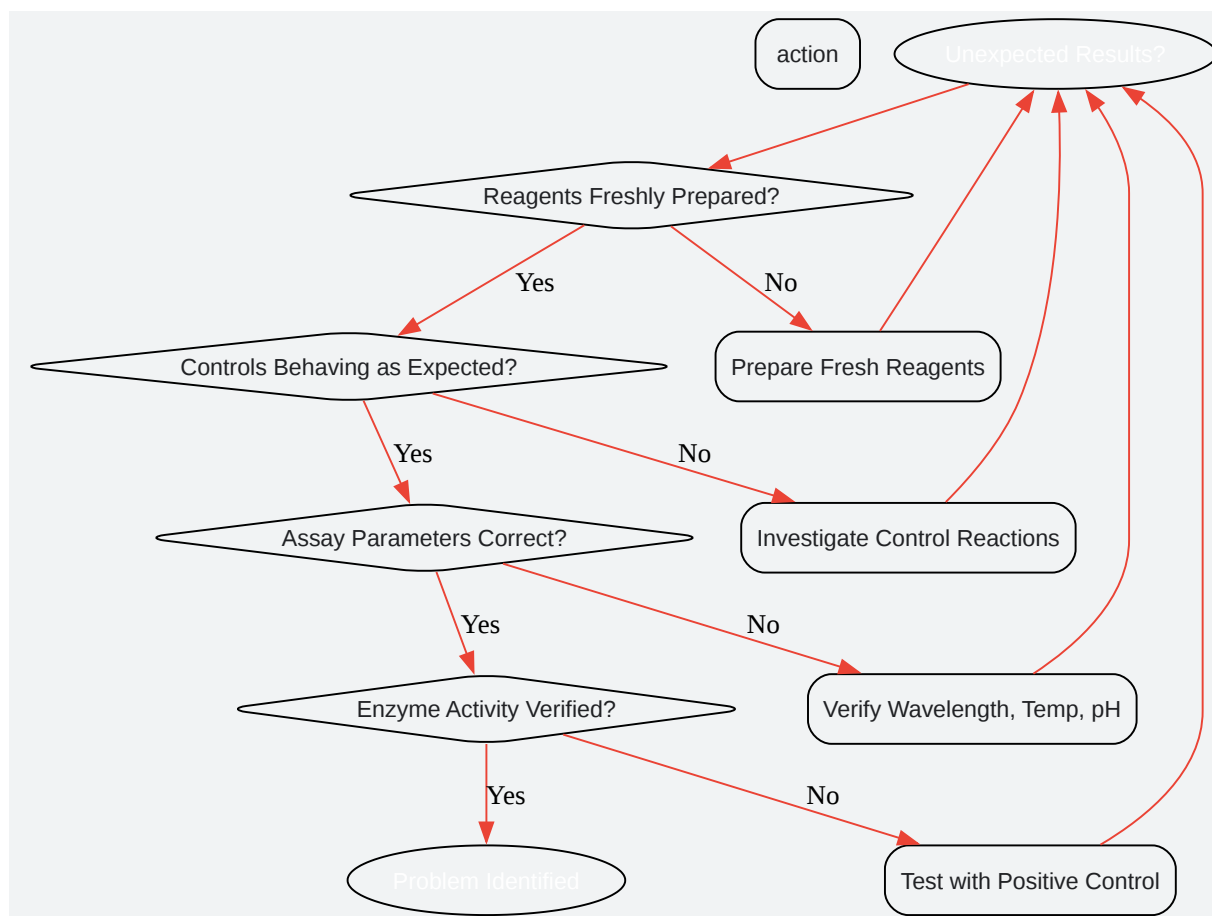 action
Unexpected Results?
Reagents Freshly Prepared?
Yes
No
Controls Behaving as Expected?
Prepare Fresh Reagents
Yes
No
Assay Parameters Correct?
Investigate Control Reactions
Yes
No
Enzyme Activity Verified?
Verify Wavelength, Temp, pH
Yes
No
Problem Identified
Test with Positive Control